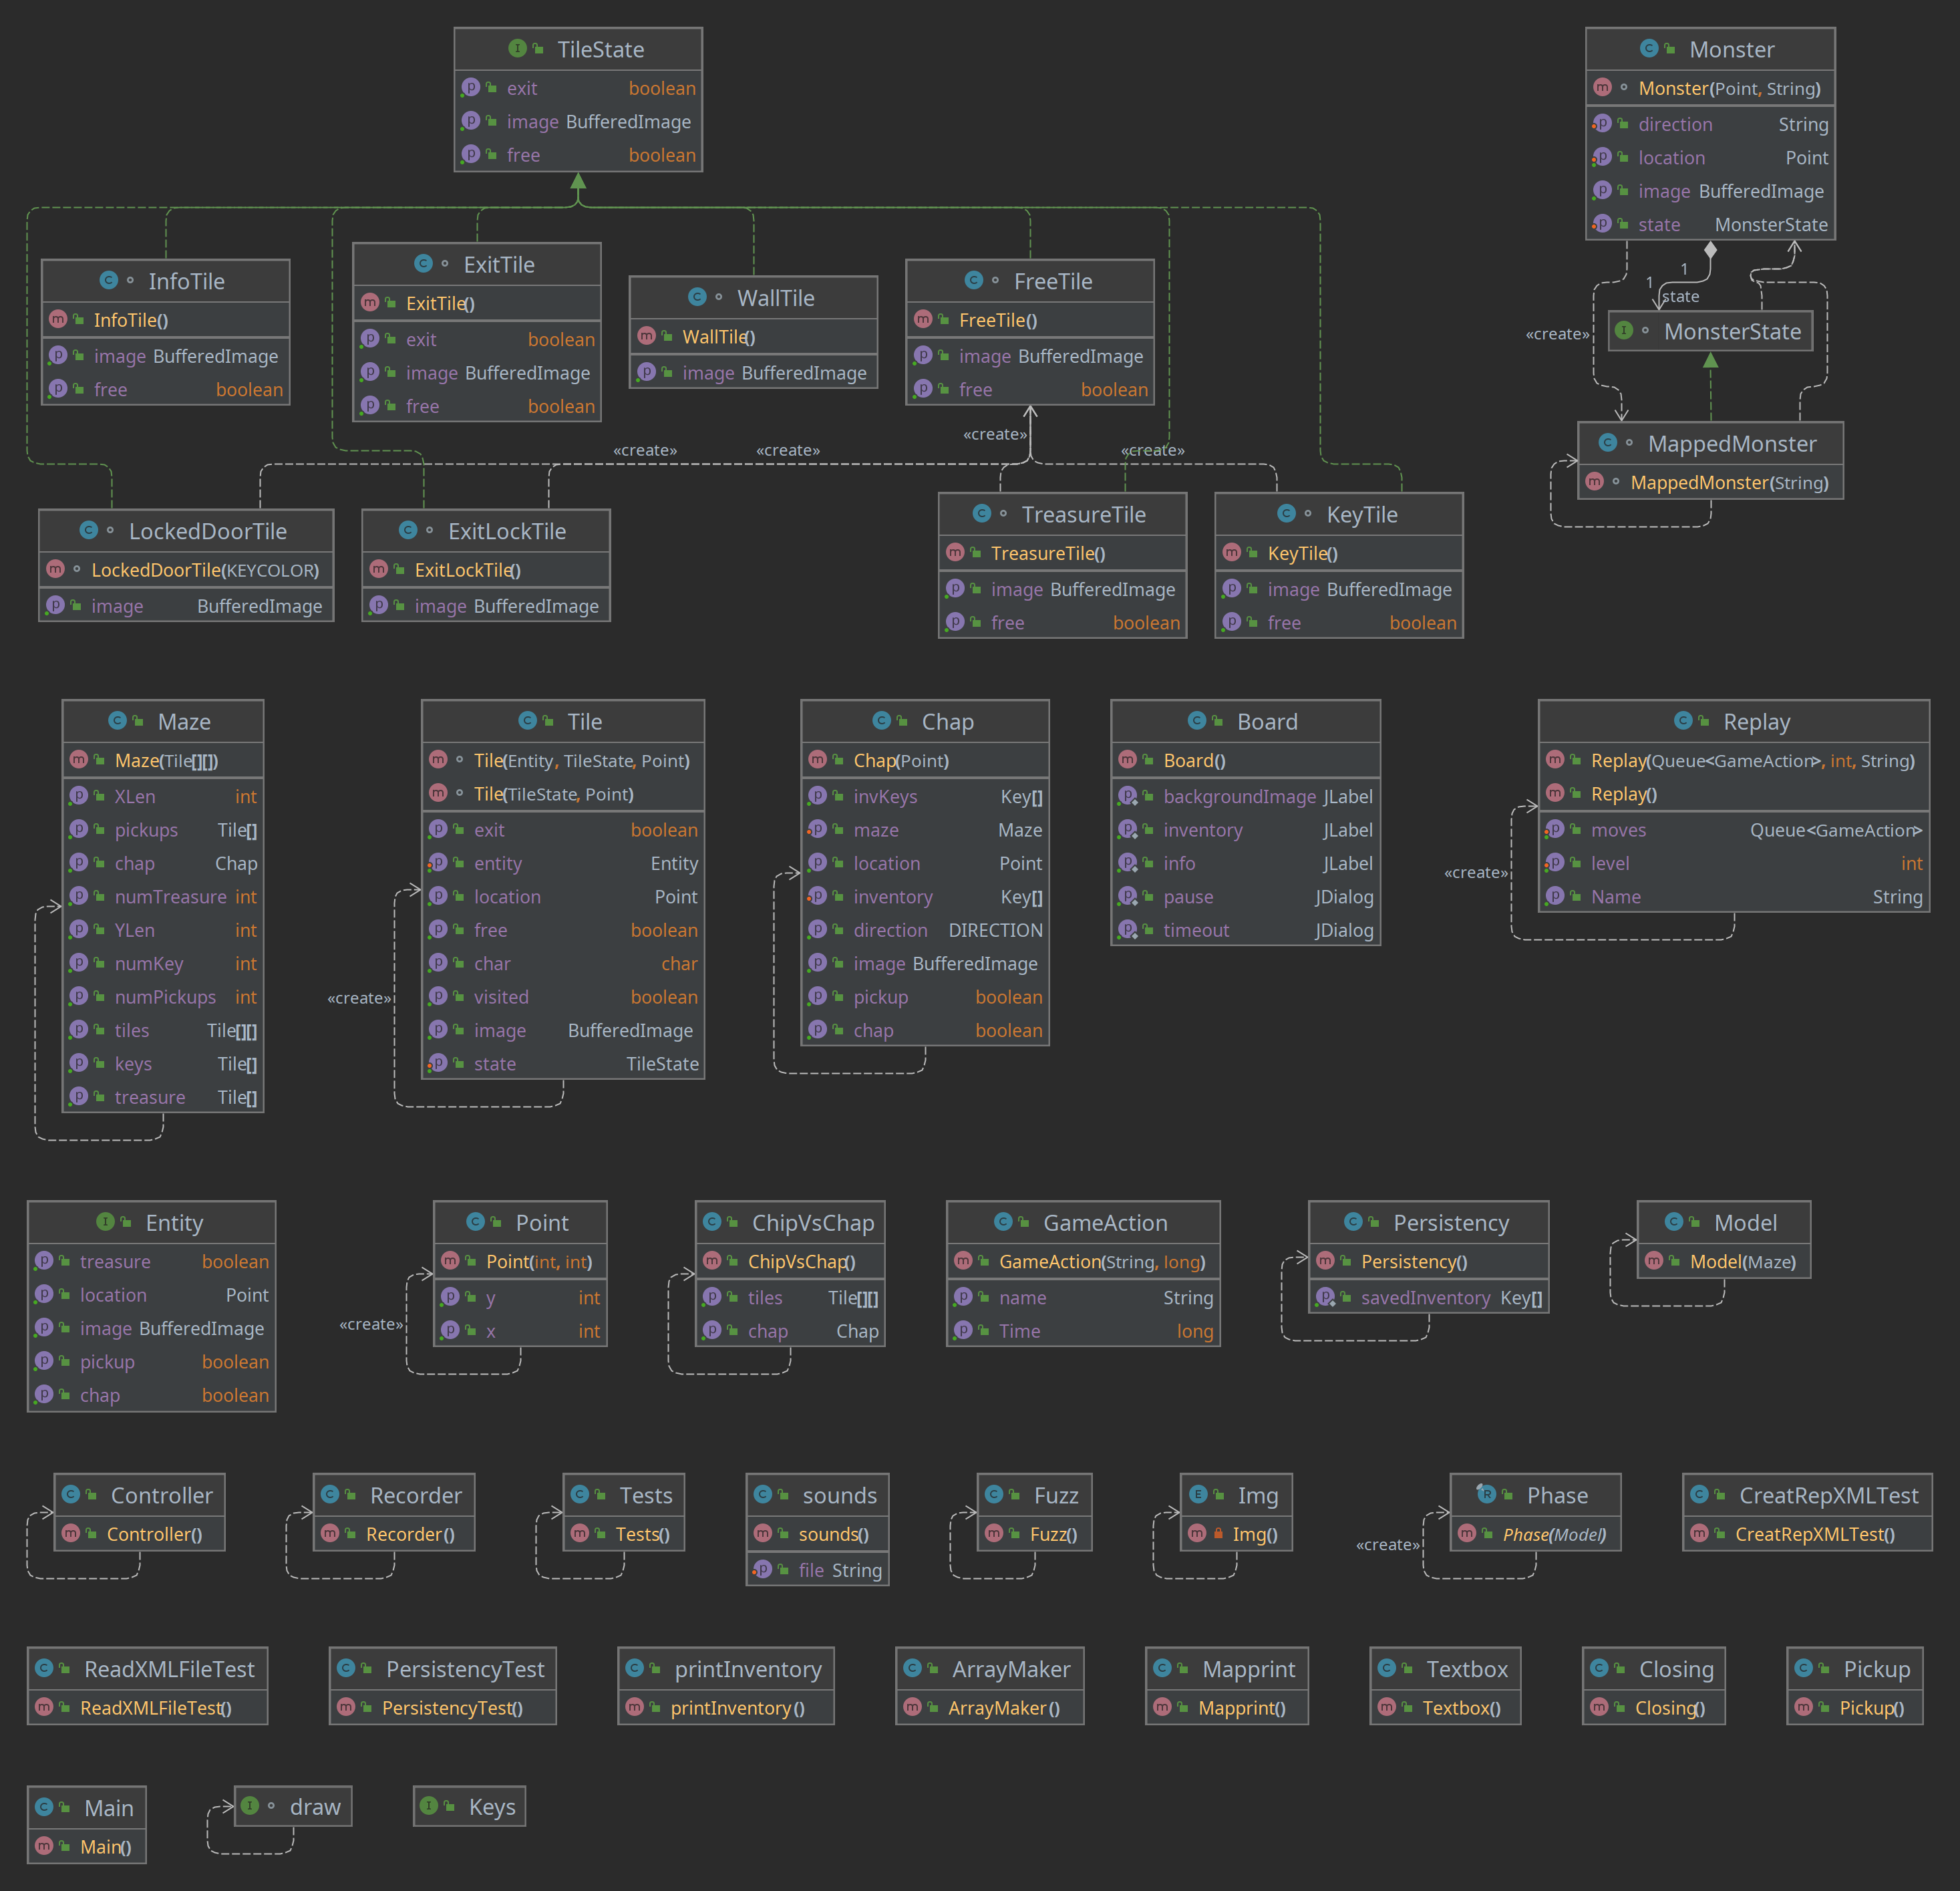 TileState
exit boolean
image BufferedImage
free boolean
Monster
Monster(Point, String)
direction String
location Point
image BufferedImage
state MonsterState
1
1
state
«create»
MonsterState
MappedMonster
MappedMonster(String)
InfoTile
InfoTile()
image BufferedImage
free boolean
ExitTile
ExitTile()
exit boolean
image BufferedImage
free boolean
WallTile
WallTile()
image BufferedImage
FreeTile
FreeTile()
image BufferedImage
free boolean
«create»
«create»
«create»
«create»
LockedDoorTile
LockedDoorTile(KEYCOLOR)
image BufferedImage
ExitLockTile
ExitLockTile()
image BufferedImage
TreasureTile
TreasureTile()
image BufferedImage
free boolean
KeyTile
KeyTile()
image BufferedImage
free boolean
Maze
Maze(Tile[][])
XLen int
pickups Tile[]
chap Chap
numTreasure int
YLen int
numKey int
numPickups int
tiles Tile[][]
keys Tile[]
treasure Tile[]
Tile
Tile(Entity, TileState, Point)
Tile(TileState, Point)
exit boolean
entity Entity
location Point
free boolean
char char
visited boolean
image BufferedImage
state TileState
«create»
Chap
Chap(Point)
invKeys Key[]
maze Maze
location Point
inventory Key[]
direction DIRECTION
image BufferedImage
pickup boolean
chap boolean
Board
Board()
backgroundImage JLabel
inventory JLabel
info JLabel
pause JDialog
timeout JDialog
Replay
Replay(Queue<GameAction>, int, String)
Replay()
moves Queue<GameAction>
level int
Name String
«create»
Entity
treasure boolean
location Point
image BufferedImage
pickup boolean
chap boolean
Point
Point(int, int)
y int
x int
«create»
ChipVsChap
ChipVsChap()
tiles Tile[][]
chap Chap
GameAction
GameAction(String, long)
name String
Time long
Persistency
Persistency()
savedInventory Key[]
Model
Model(Maze)
Controller
Controller()
Recorder
Recorder()
Tests
Tests()
sounds
sounds()
file String
Fuzz
Fuzz()
Img
Img()
Phase
Phase(Model)
«create»
CreatRepXMLTest
CreatRepXMLTest()
ReadXMLFileTest
ReadXMLFileTest()
PersistencyTest
PersistencyTest()
printInventory
printInventory()
ArrayMaker
ArrayMaker()
Mapprint
Mapprint()
Textbox
Textbox()
Closing
Closing()
Pickup
Pickup()
Main
Main()
draw
Keys